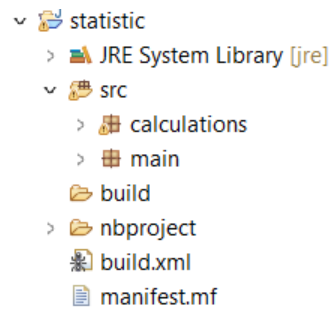 statistic
JRE System Library [jre]
src
calculations
main
build
nbproject
build.xml
manifest.mf